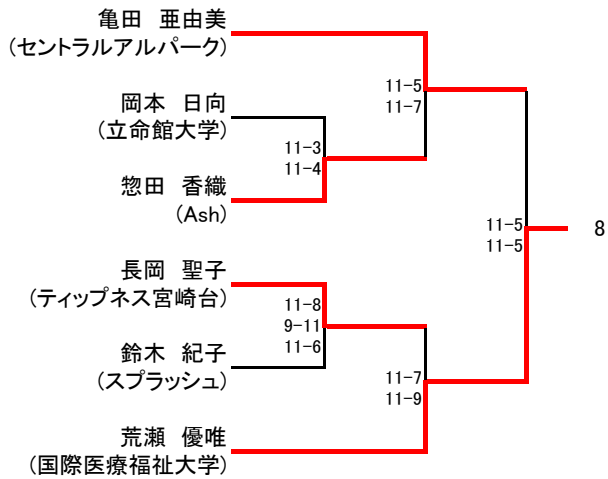 亀田　亜由美
(セントラルアルパーク)
11-5
11-7
岡本　日向
(立命館大学)
11-3
11-4
惣田　香織
(Ash)
11-5
11-5
8
長岡　聖子
(ティップネス宮崎台)
11-8
9-11
11-6
鈴木　紀子
(スプラッシュ)
11-7
11-9
荒瀬　優唯
(国際医療福祉大学)